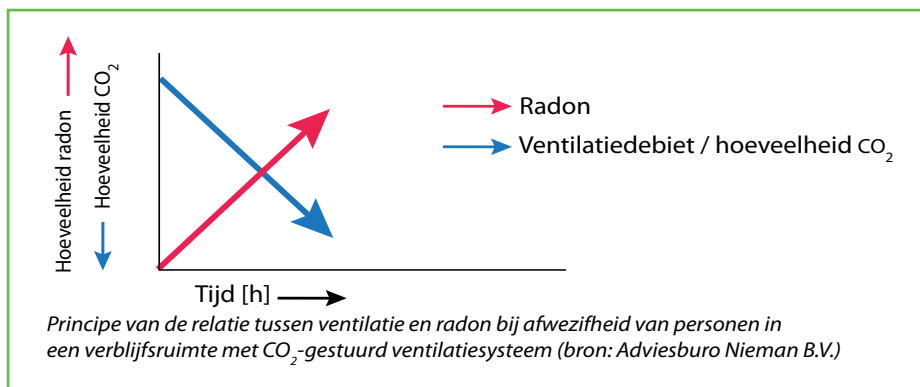 Hoeveelheid radon
Hoeveelheid CO₂
Radon
Ventilatiedebiet / hoeveelheid CO₂
Tijd [h]
Principe van de relatie tussen ventilatie en radon bij afwezifheid van personen in
een verblijfsruimte met CO₂-gestuurd ventilatiesysteem (bron: Adviesburo Nieman B.V.)